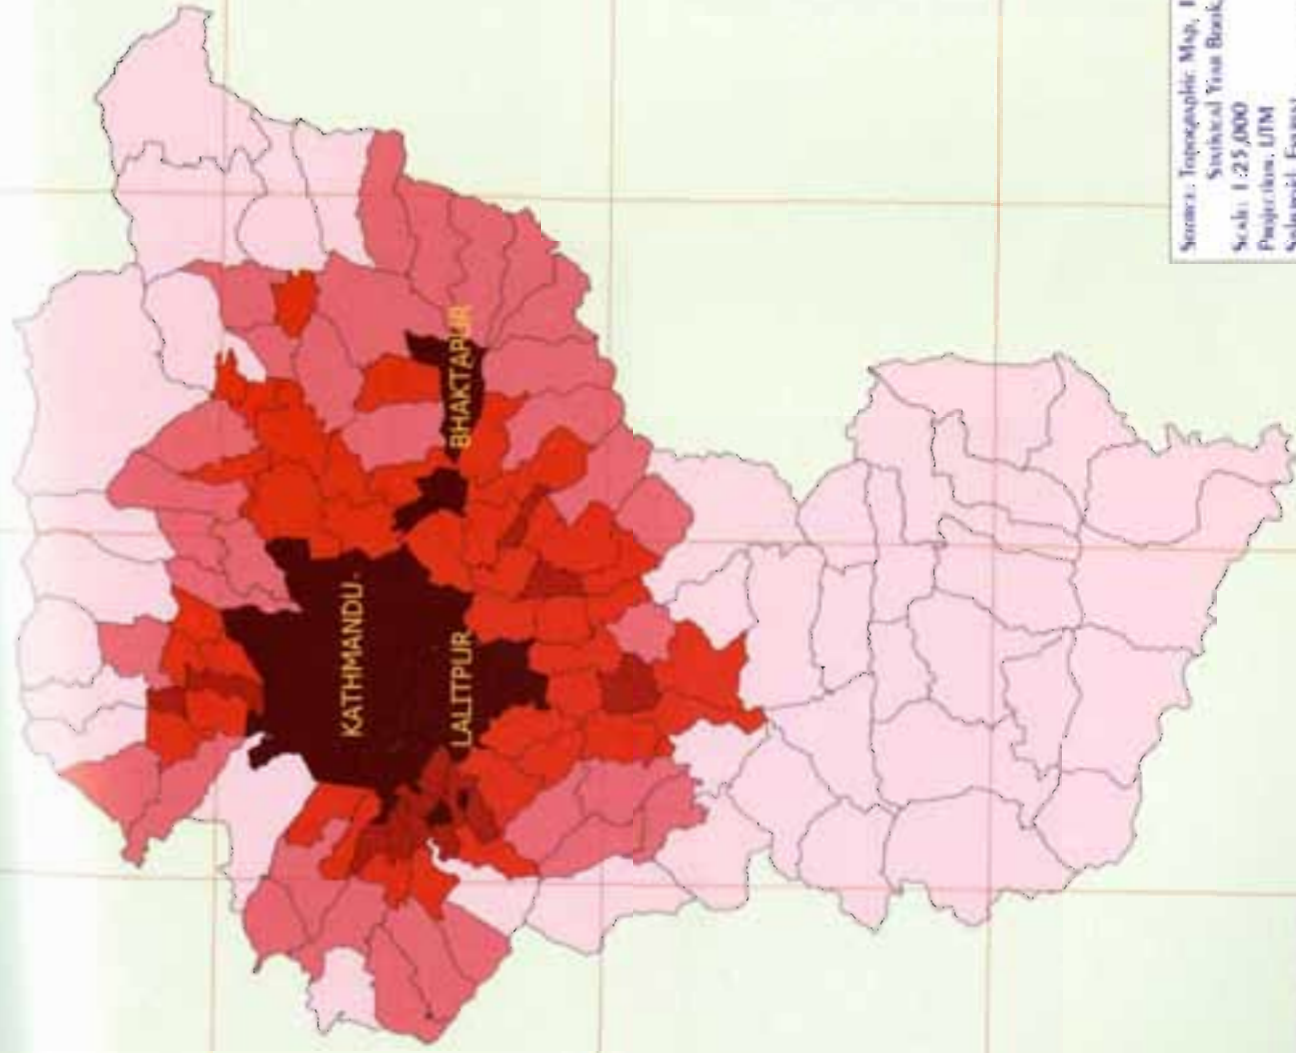 KATHMANDU
LALITPUR
BHAKTAPUR
Source: Topographic Map,
Statistical Year Book,
Scale: 1:25,000
Projection: UTM